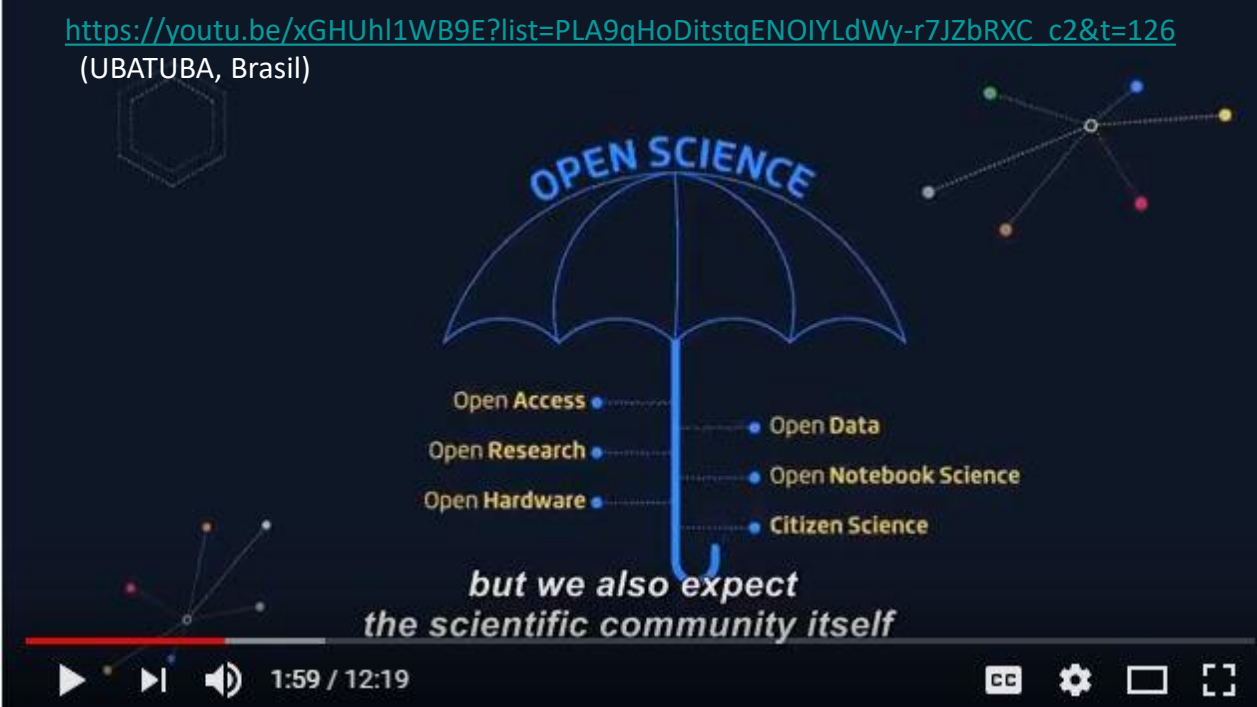 https://youtu.be/xGHUhl1WB9E?list=PLA9qHoDitstqENOIYLdWy-r7JZbRXC_c2&t=126
(UBATUBA, Brasil)
OPEN SCIENCE
Open Access
Open Data
Open Research
Open Notebook Science
Open Hardware
Citizen Science
but we also expect
the scientific community itself
1:59 / 12:19
CC